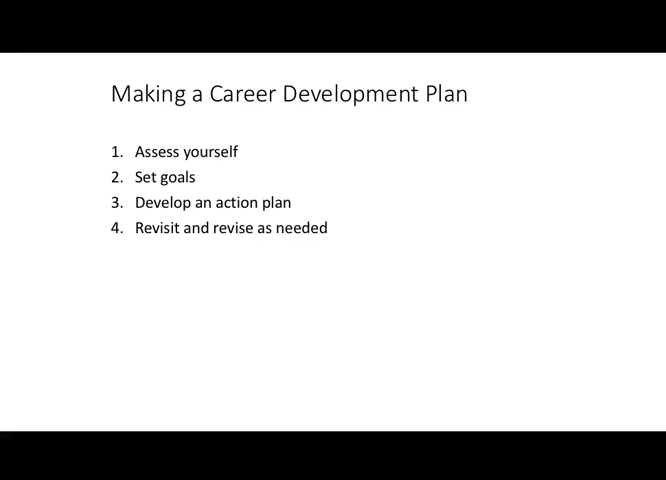 Making a Career Development Plan
1. Assess yourself
2. Set goals
3. Develop an action plan
4. Revisit and revise as needed